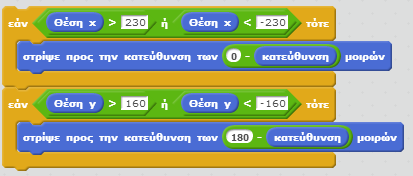 εάν Θέση x > 230 ή Θέση x < -230 τότε
στρίψε προς την κατεύθυνση των 0 - κατεύθυνση μοιρών
εάν Θέση y > 160 ή Θέση y < -160 τότε
στρίψε προς την κατεύθυνση των 180 - κατεύθυνση μοιρών